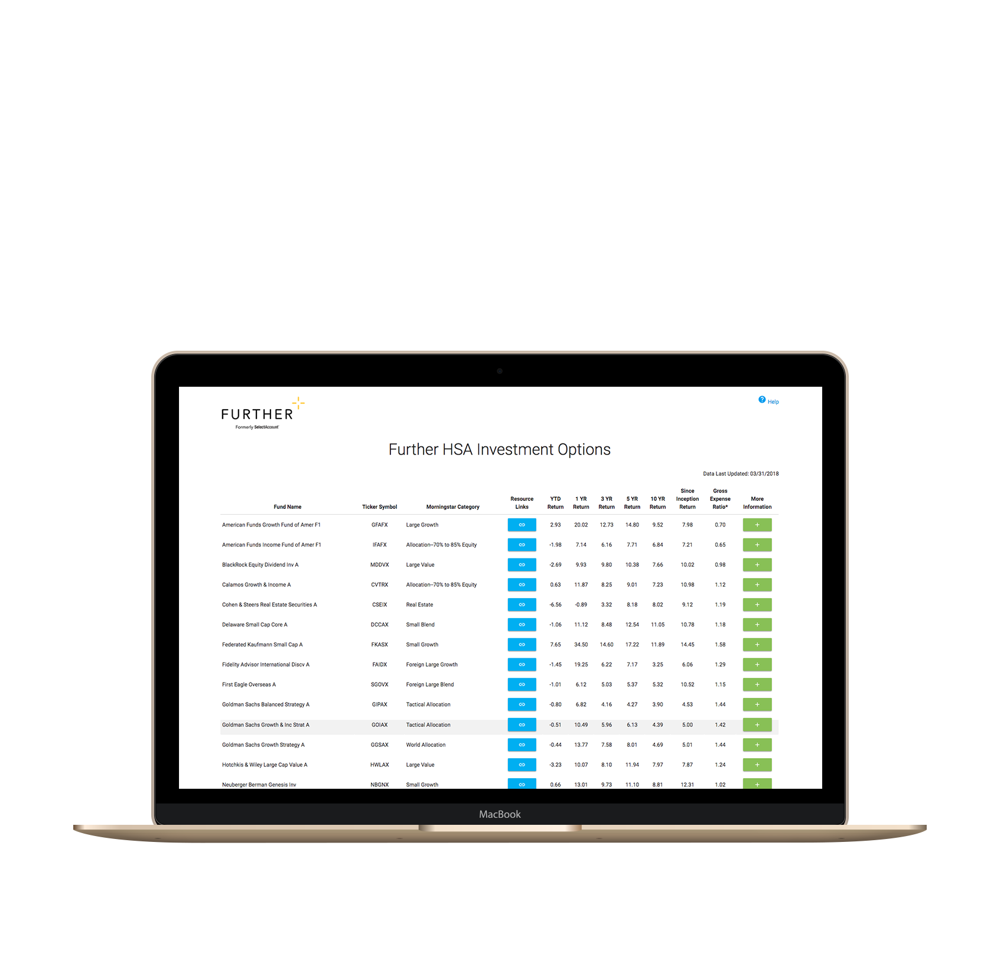 FURTHER
Formerly SelectAccount
? Help
Further HSA Investment Options
Data Last Updated: 03/31/2018
Fund Name Ticker Symbol Morningstar Category Resource Links YTD Return 1 YR Return 3 YR Return 5 YR Return 10 YR Return Since Inception Return Gross Expense Ratio* More Information
American Funds Growth Fund of Amer F1 GFAFX Large Growth 2.93 20.02 12.73 14.80 9.52 7.98 0.70 +
American Funds Income Fund of Amer F1 IFAFX Allocation--70% to 85% Equity -1.98 7.14 6.16 7.71 6.84 7.21 0.65 +
BlackRock Equity Dividend Inv A MDDVX Large Value -2.69 9.93 9.80 10.38 7.66 10.02 0.98 +
Calamos Growth & Income A CVTRX Allocation--70% to 85% Equity 0.63 11.87 8.25 9.01 7.23 10.98 1.12 +
Cohen & Steers Real Estate Securities A CSEIX Real Estate -6.56 -0.89 3.32 8.18 8.02 9.12 1.19 +
Delaware Small Cap Core A DCCAX Small Blend -1.06 11.12 8.48 12.54 11.05 10.78 1.18 +
Federated Kaufmann Small Cap A FKASX Small Growth 7.65 34.50 14.60 17.22 11.89 14.45 1.58 +
Fidelity Advisor International Discv A FAIDX Foreign Large Growth -1.45 19.25 6.22 7.17 3.25 6.06 1.29 +
First Eagle Overseas A SGOVX Foreign Large Blend -1.01 6.12 5.03 5.37 5.32 10.52 1.15 +
Goldman Sachs Balanced Strategy A GIPAX Tactical Allocation -0.80 6.82 4.16 4.27 3.90 4.53 1.44 +
Goldman Sachs Growth & Inc Strat A GOIAX Tactical Allocation -0.51 10.49 5.96 6.13 4.39 5.00 1.42 +
Goldman Sachs Growth Strategy A GGSAX World Allocation -0.44 13.77 7.58 8.01 4.69 5.01 1.44 +
Hotchkis & Wiley Large Cap Value A HWLAX Large Value -3.23 10.07 8.10 11.94 7.97 7.87 1.24 +
Neuberger Berman Genesis Inv NBGNX Small Growth 0.66 13.01 9.73 11.10 8.81 12.31 1.02 +
MacBook